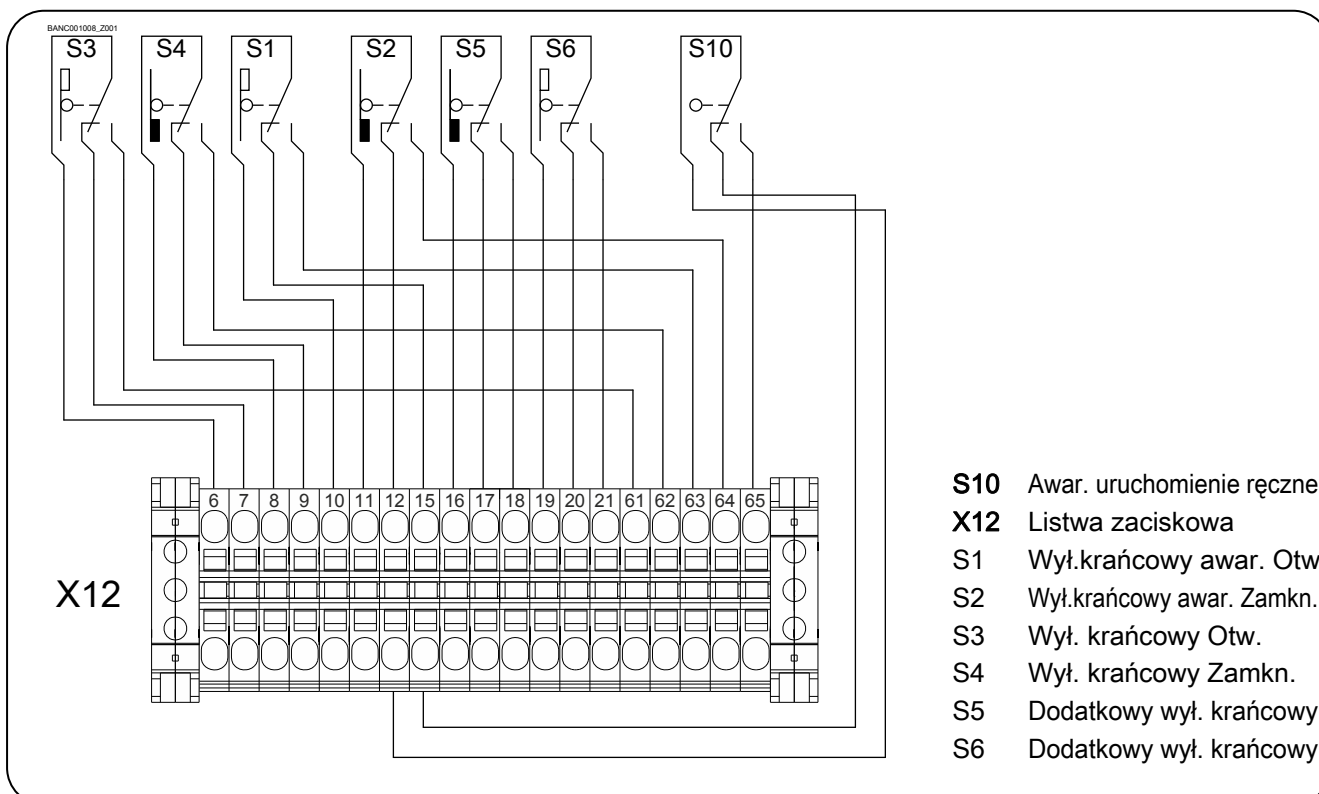 BANC001008_Z001
S3 S4 S1 S2 S5 S6 S10
6 7 8 9 10 11 12 15 16 17 18 19 20 21 61 62 63 64 65
X12
S10 Awar. uruchomienie ręczne
X12 Listwa zaciskowa
S1 Wył.krańcowy awar. Otw
S2 Wył.krańcowy awar. Zamkn.
S3 Wył. krańcowy Otw.
S4 Wył. krańcowy Zamkn.
S5 Dodatkowy wył. krańcowy
S6 Dodatkowy wył. krańcowy